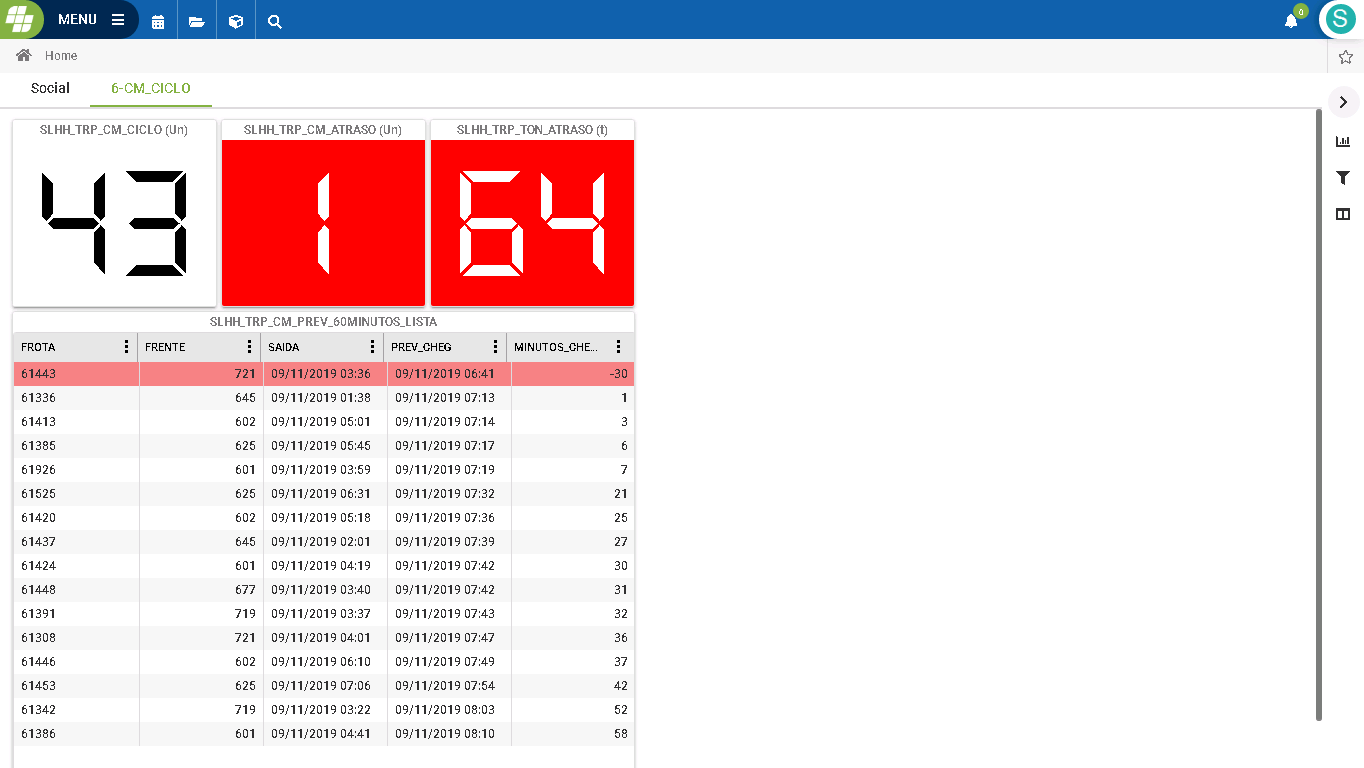 MENU
0
S
Home
Social 6-CM_CICLO
SLHH_TRP_CM_CICLO (Un) SLHH_TRP_CM_ATRASO (Un) SLHH_TRP_TON_ATRASO (t)
43 1 64
SLHH_TRP_CM_PREV_60MINUTOS_LISTA
FROTA FRENTE SAIDA PREV_CHEG MINUTOS_CHE...
61443 721 09/11/2019 03:36 09/11/2019 06:41 -30
61336 645 09/11/2019 01:38 09/11/2019 07:13 1
61413 602 09/11/2019 05:01 09/11/2019 07:14 3
61385 625 09/11/2019 05:45 09/11/2019 07:17 6
61926 601 09/11/2019 03:59 09/11/2019 07:19 7
61525 625 09/11/2019 06:31 09/11/2019 07:32 21
61420 602 09/11/2019 05:18 09/11/2019 07:36 25
61437 645 09/11/2019 02:01 09/11/2019 07:39 27
61424 601 09/11/2019 04:19 09/11/2019 07:42 30
61448 677 09/11/2019 03:40 09/11/2019 07:42 31
61391 719 09/11/2019 03:37 09/11/2019 07:43 32
61308 721 09/11/2019 04:01 09/11/2019 07:47 36
61446 602 09/11/2019 06:10 09/11/2019 07:49 37
61453 625 09/11/2019 07:06 09/11/2019 07:54 42
61342 719 09/11/2019 03:22 09/11/2019 08:03 52
61386 601 09/11/2019 04:41 09/11/2019 08:10 58